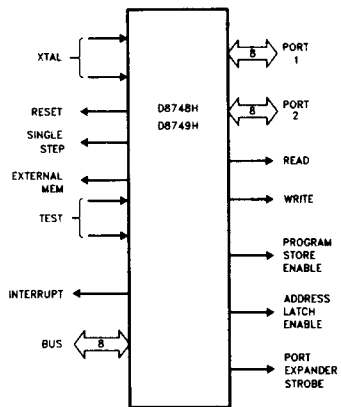 XTAL
RESET
SINGLE
STEP
EXTERNAL
MEM
TEST
INTERRUPT
BUS
8
D8748H
D8749H
8
PORT
1
8
PORT
2
READ
WRITE
PROGRAM
STORE
ENABLE
ADDRESS
LATCH
ENABLE
PORT
EXPANDER
STROBE